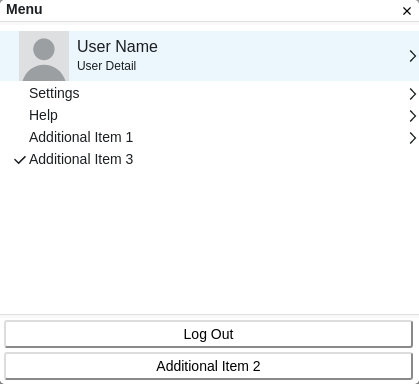 Menu
User Name
User Detail
Settings
Help
Additional Item 1
Additional Item 3
Log Out
Additional Item 2